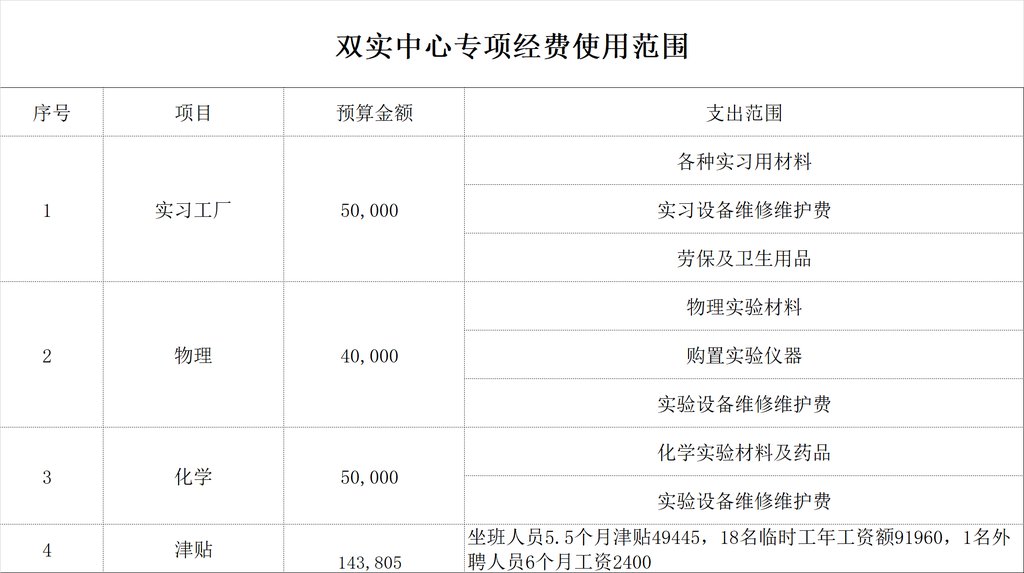 双实中心专项经费使用范围
序号 项目 预算金额 支出范围
各种实习用材料
1 实习工厂 50,000 实习设备维修维护费
劳保及卫生用品
物理实验材料
2 物理 40,000 购置实验仪器
实验设备维修维护费
化学实验材料及药品
3 化学 50,000
实验设备维修维护费
4 津贴 143,805 坐班人员5.5个月津贴49445，18名临时工年工资额91960，1名外
聘人员6个月工资2400